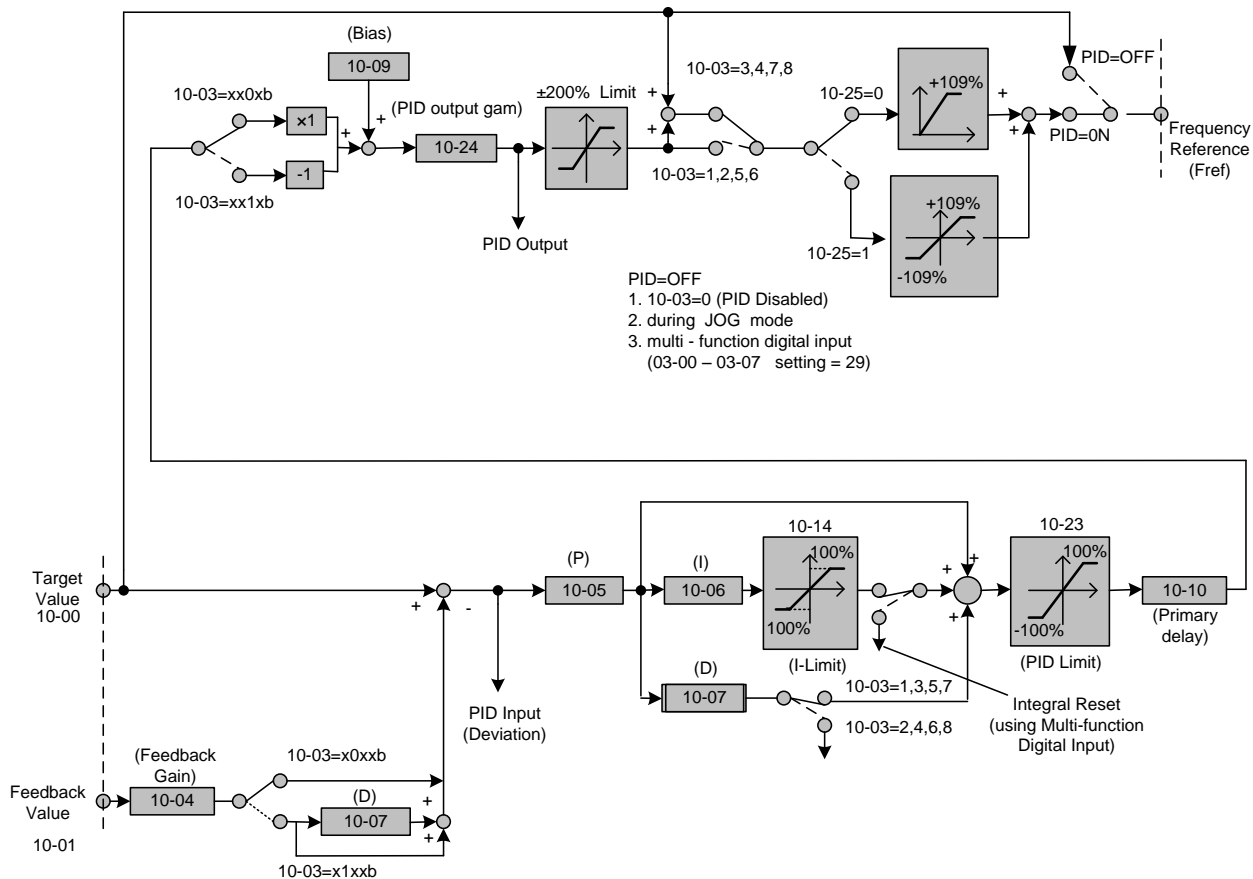 (Bias)
10-09
10-03=xx0xb
×1
-1
10-03=xx1xb
+
+
(PID output gam)
10-24
PID Output
±200% Limit
+
+
10-03=3,4,7,8
10-03=1,2,5,6
10-25=0
+109%
10-25=1
+109%
-109%
+
+
PID=OFF
PID=0N
Frequency
Reference
(Fref)
PID=OFF
1. 10-03=0 (PID Disabled)
2. during JOG mode
3. multi - function digital input
(03-00 – 03-07 setting = 29)
Target
Value
10-00
+
-
PID Input
(Deviation)
(P)
10-05
(I)
10-06
10-14
100%
100%
(I-Limit)
+
+
+
10-23
100%
-100%
(PID Limit)
10-10
(Primary
delay)
(D)
10-07
10-03=1,3,5,7
10-03=2,4,6,8
Integral Reset
(using Multi-function
Digital Input)
Feedback
Value
10-01
(Feedback
Gain)
10-04
10-03=x0xxb
(D)
10-07
+
+
10-03=x1xxb